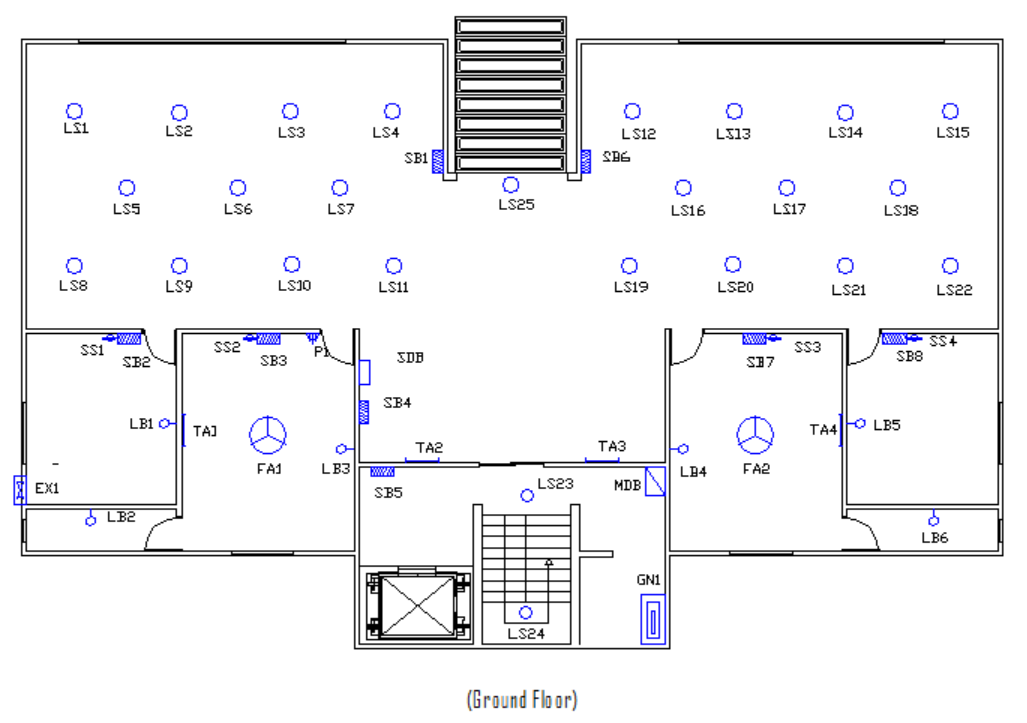 LS1 LS2 LS3 LS4 LS12 LS13 LS14 LS15
SB1 SB6
LS5 LS6 LS7 LS25 LS16 LS17 LS18
LS8 LS9 LS10 LS11 LS19 LS20 LS21 LS22
SS1 SB2 SS2 SB3 P1 SDB SB7 SS3 SB8 SS4
SB4
LB1 TA1 TA2 TA3 TA4 LB5
FA1 LB3 LB4 FA2
EX1 SB5 LS23 MDB
LB2 LB6
GN1
LS24
(Ground Floor)